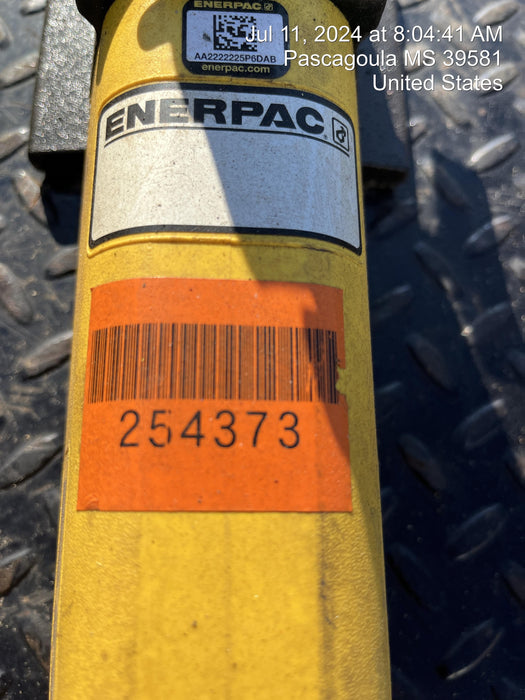 ENERPAC
AA2222225P6DAB
enerpac.com
Jul 11, 2024 at 8:04:41 AM
Pascagoula MS 39581
United States
ENERPAC
254373